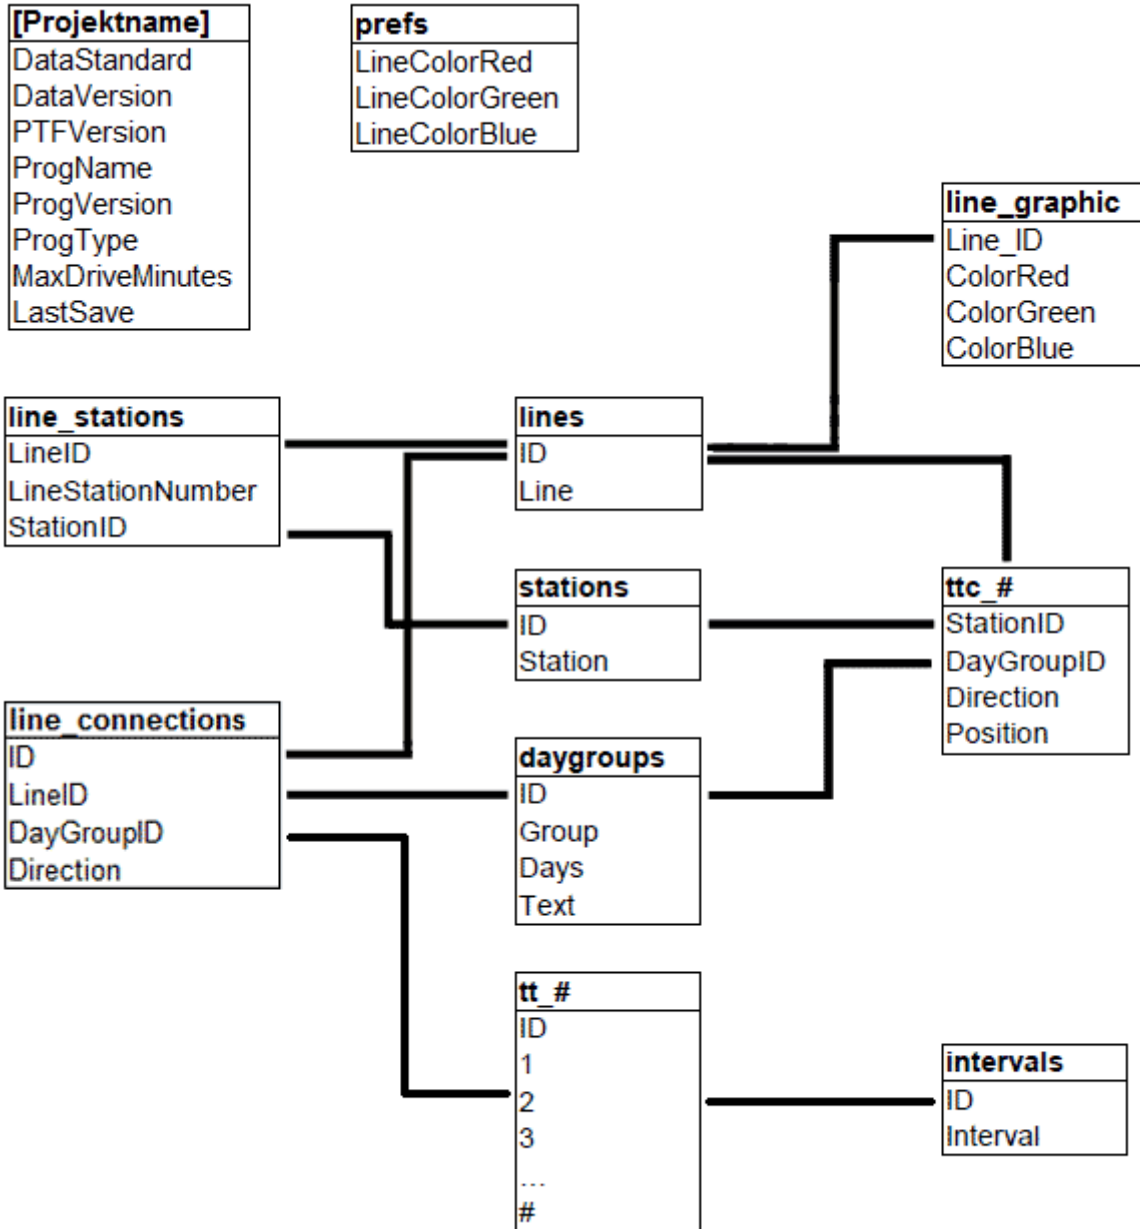 [Projektname]
DataStandard
DataVersion
PTFVersion
ProgName
ProgVersion
ProgType
MaxDriveMinutes
LastSave
prefs
LineColorRed
LineColorGreen
LineColorBlue
line_graphic
Line_ID
ColorRed
ColorGreen
ColorBlue
line_stations
LineID
LineStationNumber
StationID
lines
ID
Line
stations
ID
Station
ttc_#
StationID
DayGroupID
Direction
Position
line_connections
ID
LineID
DayGroupID
Direction
daygroups
ID
Group
Days
Text
tt_#
ID
1
2
3
...
#
intervals
ID
Interval